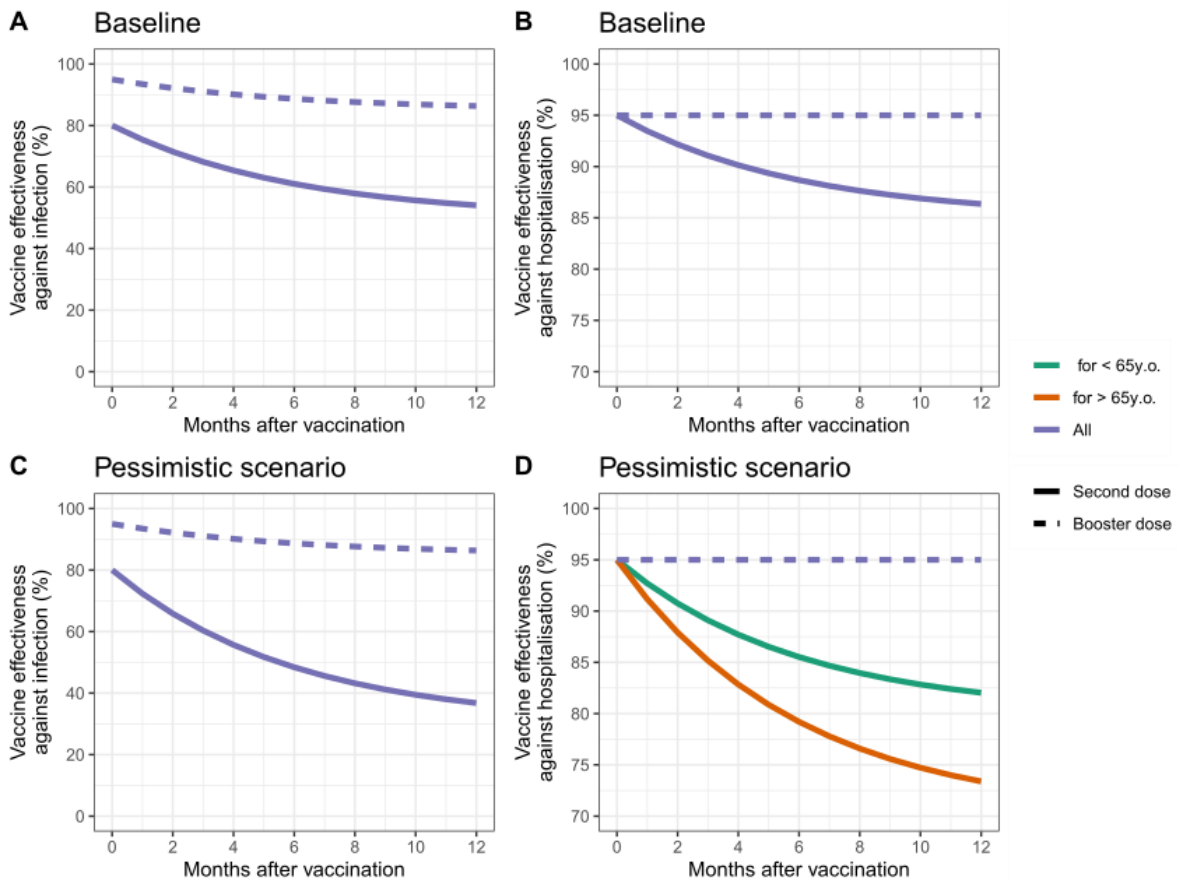 A Baseline
Vaccine effectiveness
against infection (%)
100
80
60
40
20
0
0 2 4 6 8 10 12
Months after vaccination
B Baseline
Vaccine effectiveness
against hospitalisation (%)
100
95
90
85
80
75
70
0 2 4 6 8 10 12
Months after vaccination
C Pessimistic scenario
Vaccine effectiveness
against infection (%)
100
80
60
40
20
0
0 2 4 6 8 10 12
Months after vaccination
D Pessimistic scenario
Vaccine effectiveness
against hospitalisation (%)
100
95
90
85
80
75
70
0 2 4 6 8 10 12
Months after vaccination
for < 65y.o.
for > 65y.o.
All
Second dose
Booster dose